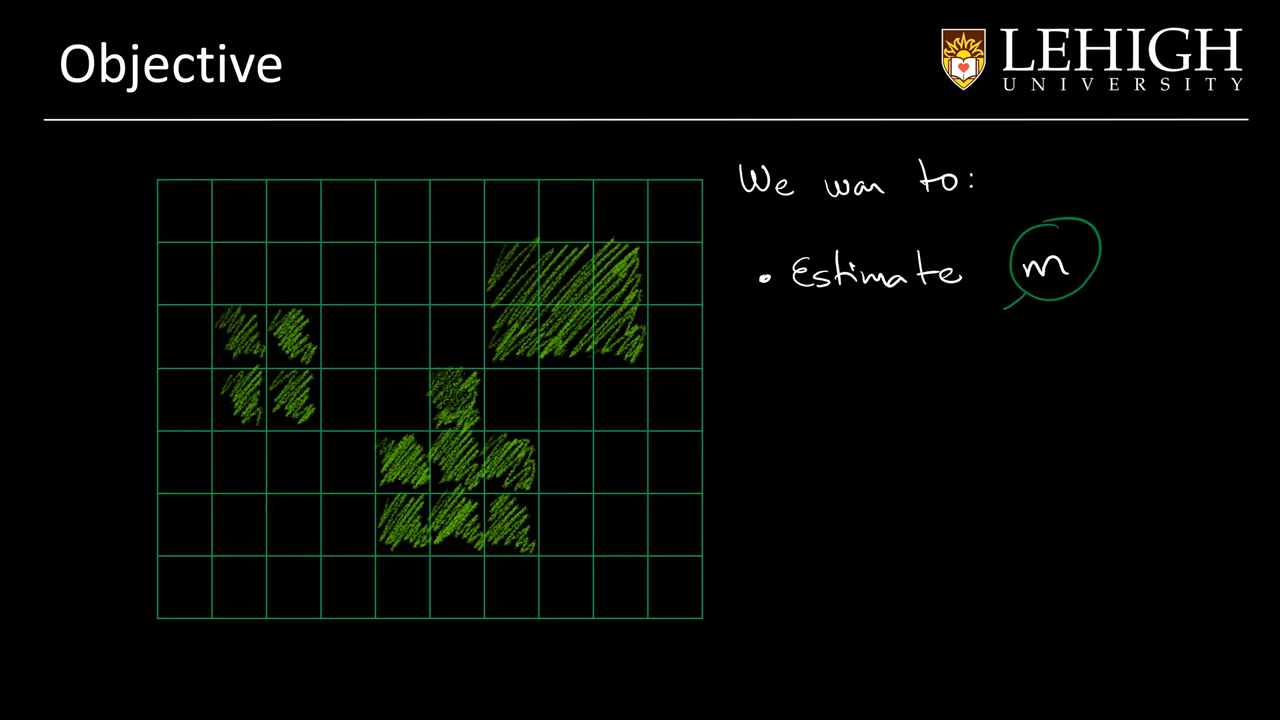 Objective
LEHIGH
UNIVERSITY
We wan to:
• Estimate m